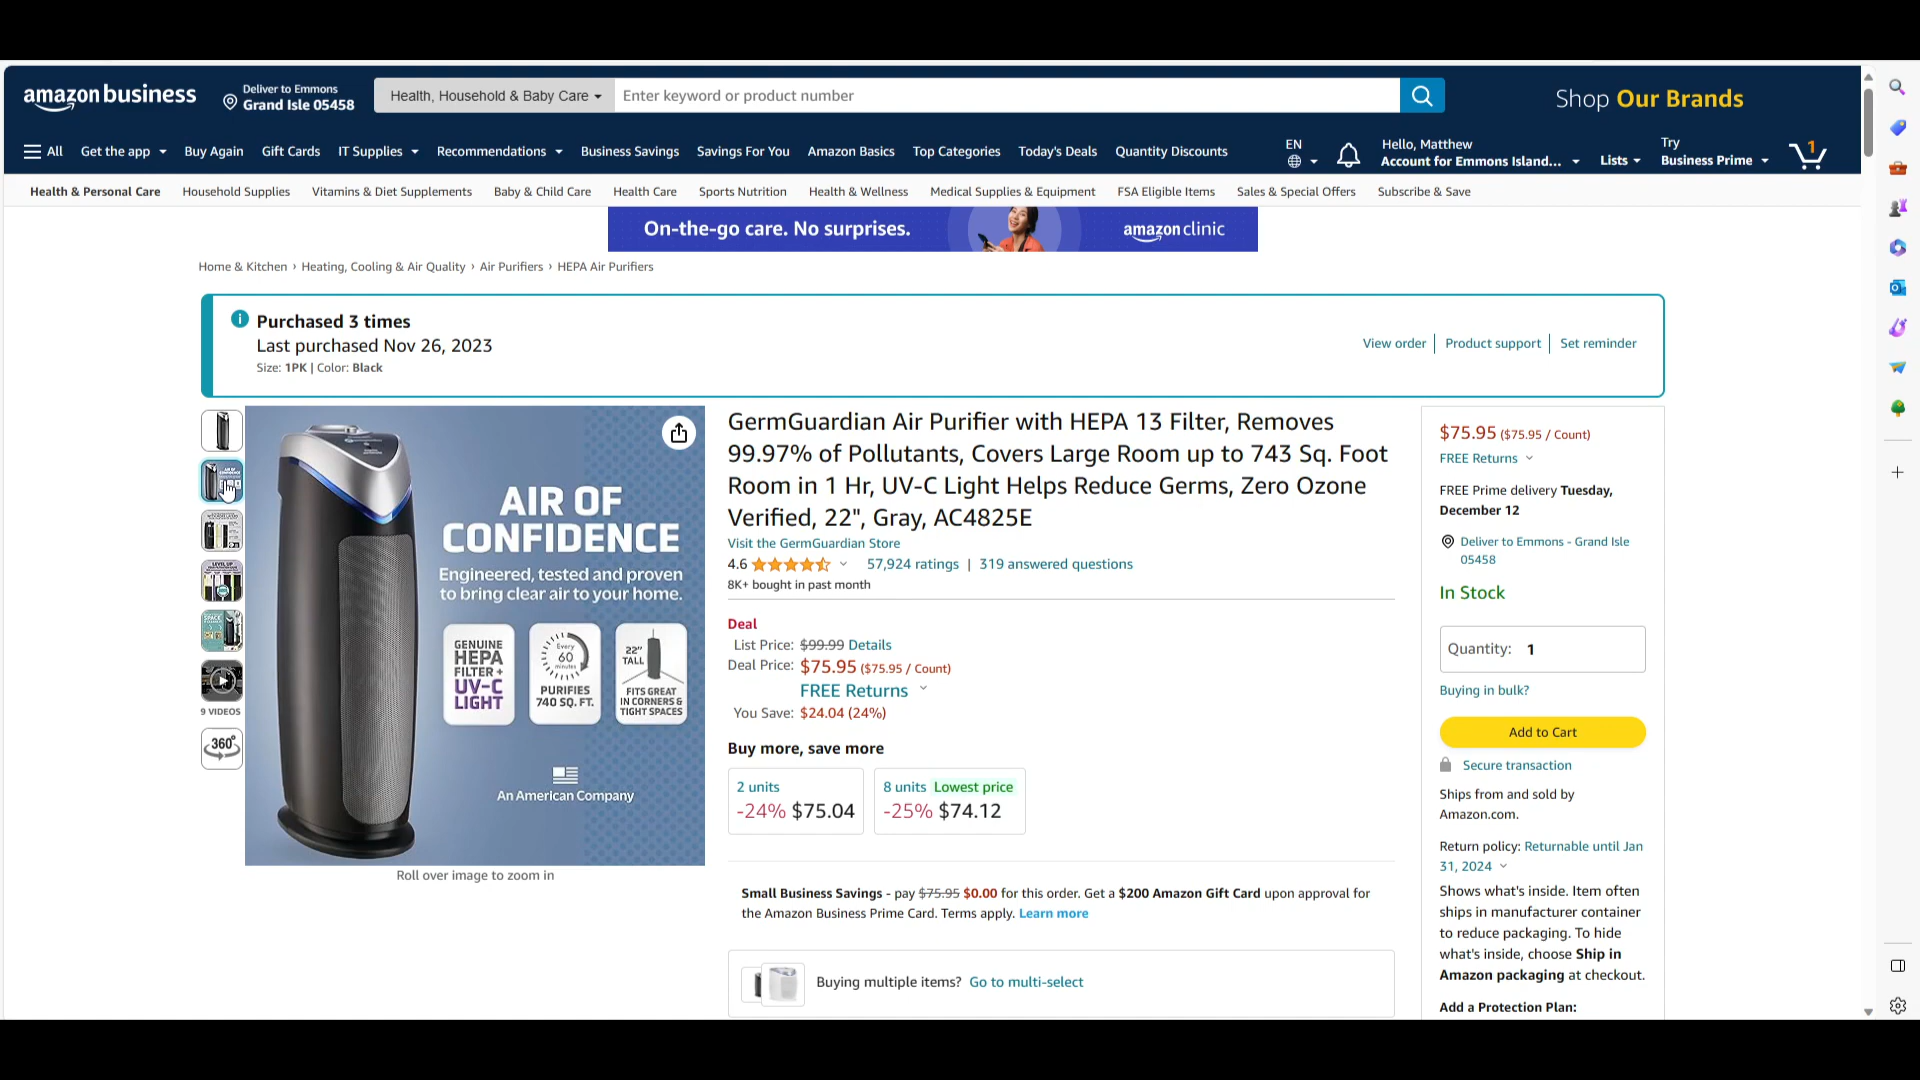 amazon business
Deliver to Emmons
Grand Isle 05458
Health, Household & Baby Care
Enter keyword or product number
Shop Our Brands
All
Get the app
Buy Again
Gift Cards
IT Supplies
Recommendations
Business Savings
Savings For You
Amazon Basics
Top Categories
Today's Deals
Quantity Discounts
EN
Hello, Matthew
Account for Emmons Island...
Lists
Try
Business Prime
1
Health & Personal Care
Household Supplies
Vitamins & Diet Supplements
Baby & Child Care
Health Care
Sports Nutrition
Health & Wellness
Medical Supplies & Equipment
FSA Eligible Items
Sales & Special Offers
Subscribe & Save
On-the-go care. No surprises.
amazon clinic
Home & Kitchen › Heating, Cooling & Air Quality › Air Purifiers › HEPA Air Purifiers
Purchased 3 times
Last purchased Nov 26, 2023
Size: 1PK | Color: Black
View order
Product support
Set reminder
9 VIDEOS
360°
AIR OF
CONFIDENCE
Engineered, tested and proven
to bring clear air to your home.
GENUINE
HEPA
FILTER+
UV-C
LIGHT
Every
60
minutes
PURIFIES
740 SQ. FT.
22"
TALL
FITS GREAT
IN CORNERS &
TIGHT SPACES
An American Company
Roll over image to zoom in
GermGuardian Air Purifier with HEPA 13 Filter, Removes
99.97% of Pollutants, Covers Large Room up to 743 Sq. Foot
Room in 1 Hr, UV-C Light Helps Reduce Germs, Zero Ozone
Verified, 22", Gray, AC4825E
Visit the GermGuardian Store
4.6
57,924 ratings | 319 answered questions
8K+ bought in past month
Deal
List Price: $99.99 Details
Deal Price: $75.95 ($75.95 / Count)
FREE Returns
You Save: $24.04 (24%)
Buy more, save more
2 units
-24% $75.04
8 units Lowest price
-25% $74.12
Small Business Savings - pay $75.95 $0.00 for this order. Get a $200 Amazon Gift Card upon approval for
the Amazon Business Prime Card. Terms apply. Learn more
Buying multiple items? Go to multi-select
$75.95 ($75.95 / Count)
FREE Returns
FREE Prime delivery Tuesday,
December 12
Deliver to Emmons - Grand Isle
05458
In Stock
Quantity: 1
Buying in bulk?
Add to Cart
Secure transaction
Ships from and sold by
Amazon.com.
Return policy: Returnable until Jan
31, 2024
Shows what's inside. Item often
ships in manufacturer container
to reduce packaging. To hide
what's inside, choose Ship in
Amazon packaging at checkout.
Add a Protection Plan: